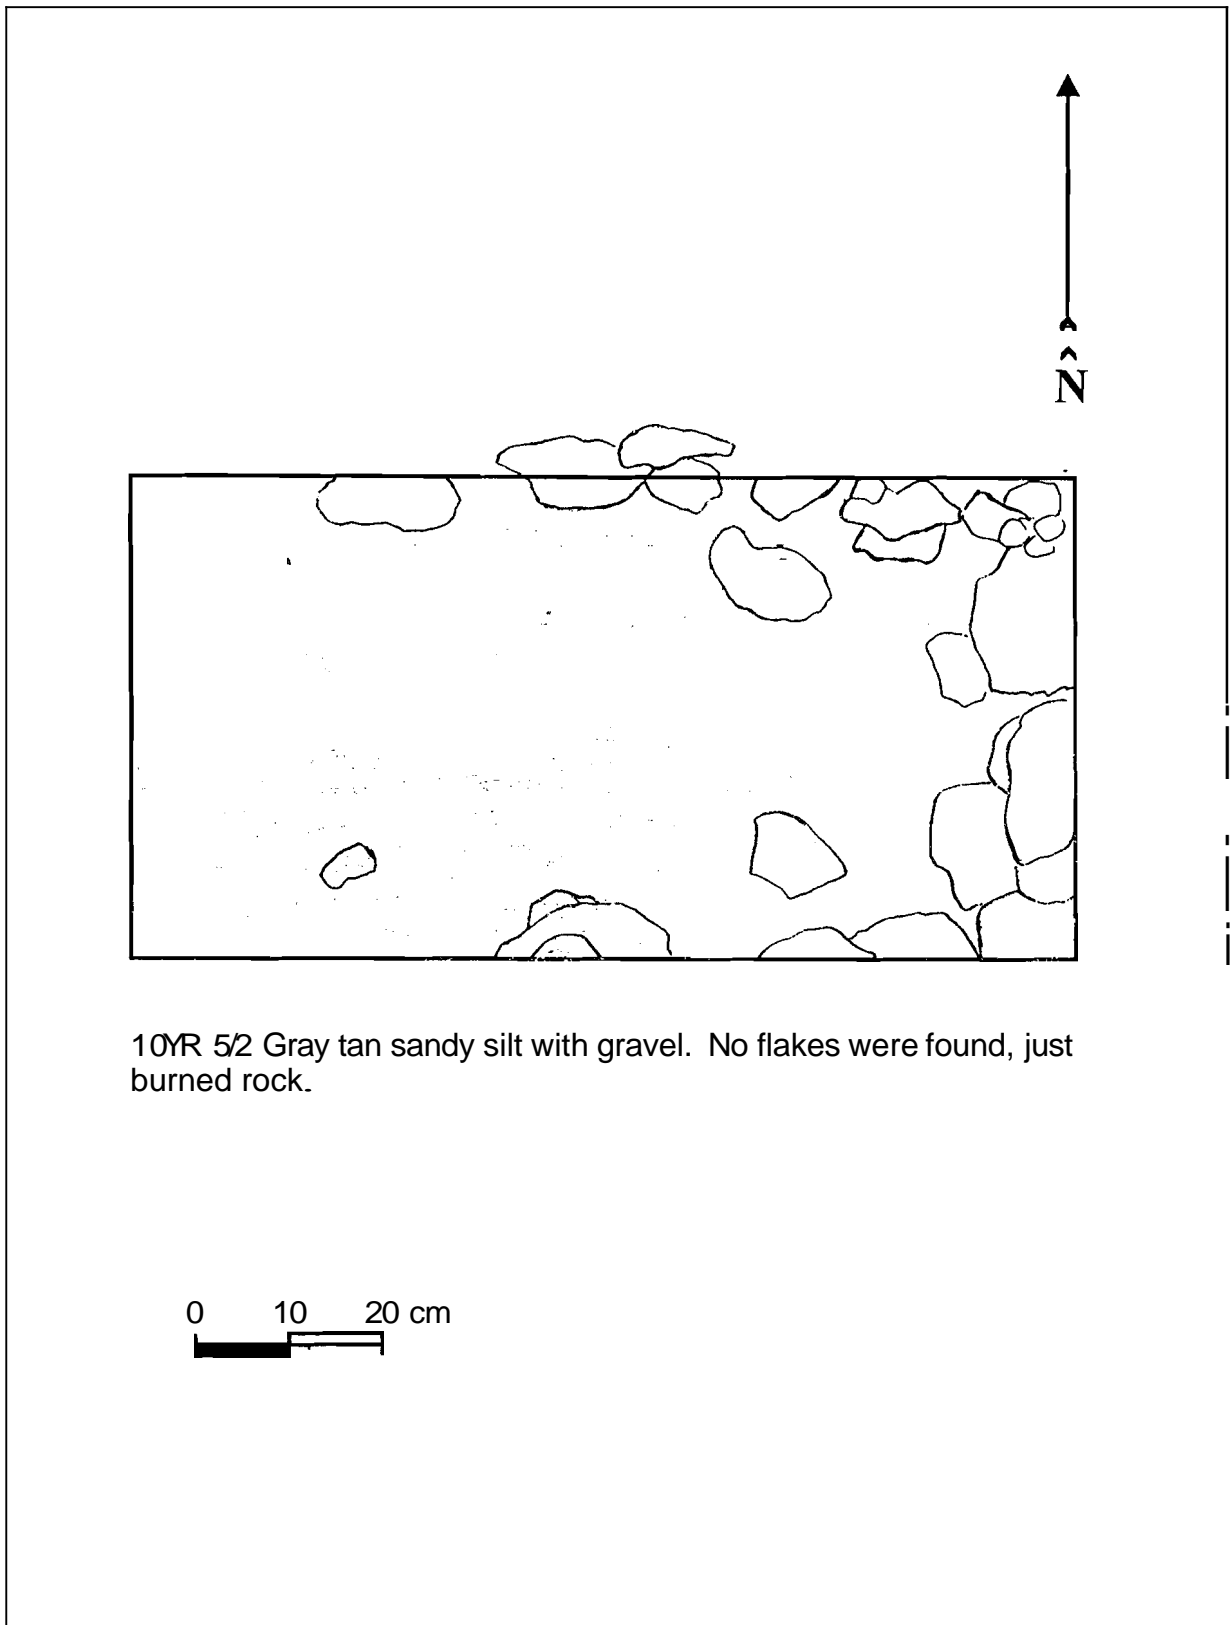 N
10YR 5/2 Gray tan sandy silt with gravel. No flakes were found, just
burned rock.
0 10 20 cm